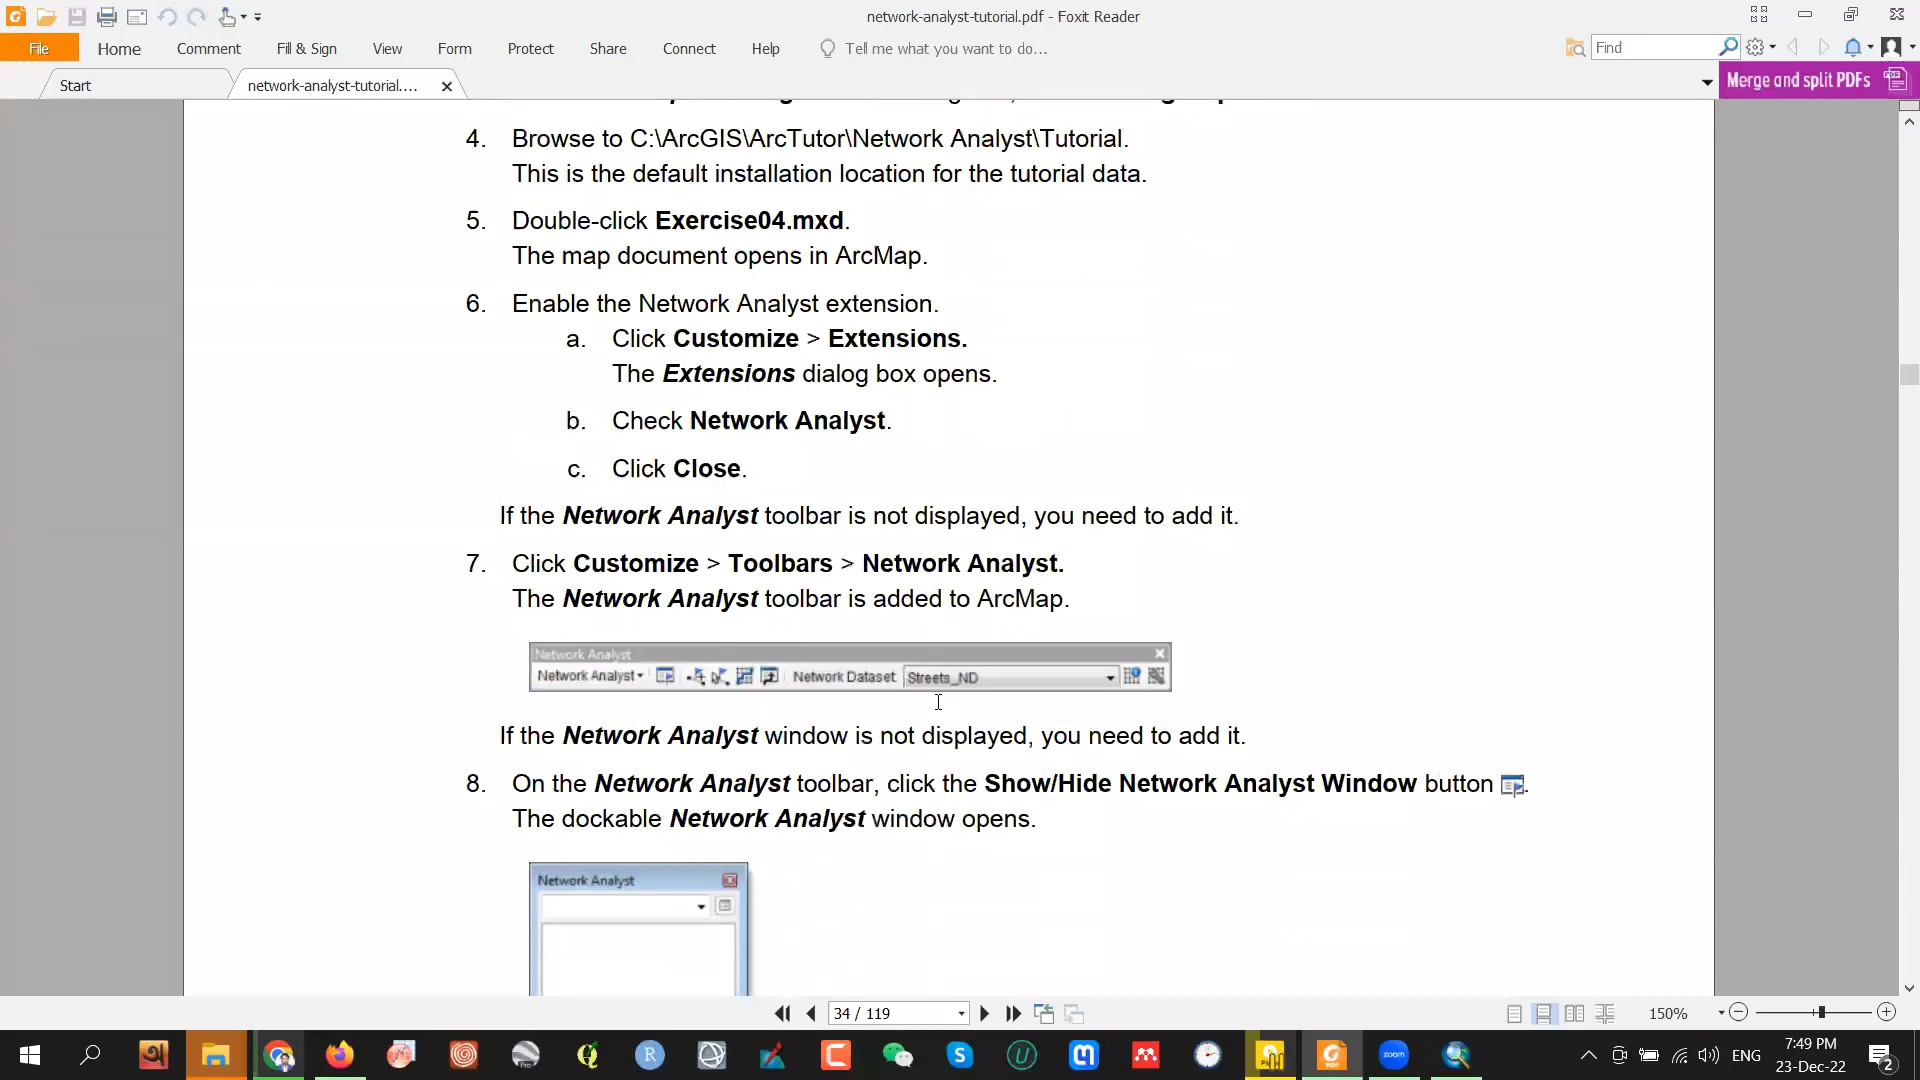 network-analyst-tutorial.pdf - Foxit Reader
File Home Comment Fill & Sign View Form Protect Share Connect Help Tell me what you want to do... Find
Start network-analyst-tutorial.... Merge and split PDFs
4. Browse to C:\ArcGIS\ArcTutor\Network Analyst\Tutorial.
This is the default installation location for the tutorial data.
5. Double-click Exercise04.mxd.
The map document opens in ArcMap.
6. Enable the Network Analyst extension.
a. Click Customize > Extensions.
The Extensions dialog box opens.
b. Check Network Analyst.
c. Click Close.
If the Network Analyst toolbar is not displayed, you need to add it.
7. Click Customize > Toolbars > Network Analyst.
The Network Analyst toolbar is added to ArcMap.
Network Analyst
Network Analyst Network Dataset: Streets_ND
If the Network Analyst window is not displayed, you need to add it.
8. On the Network Analyst toolbar, click the Show/Hide Network Analyst Window button .
The dockable Network Analyst window opens.
Network Analyst
34 / 119 150%
ENG 7:49 PM
23-Dec-22 2